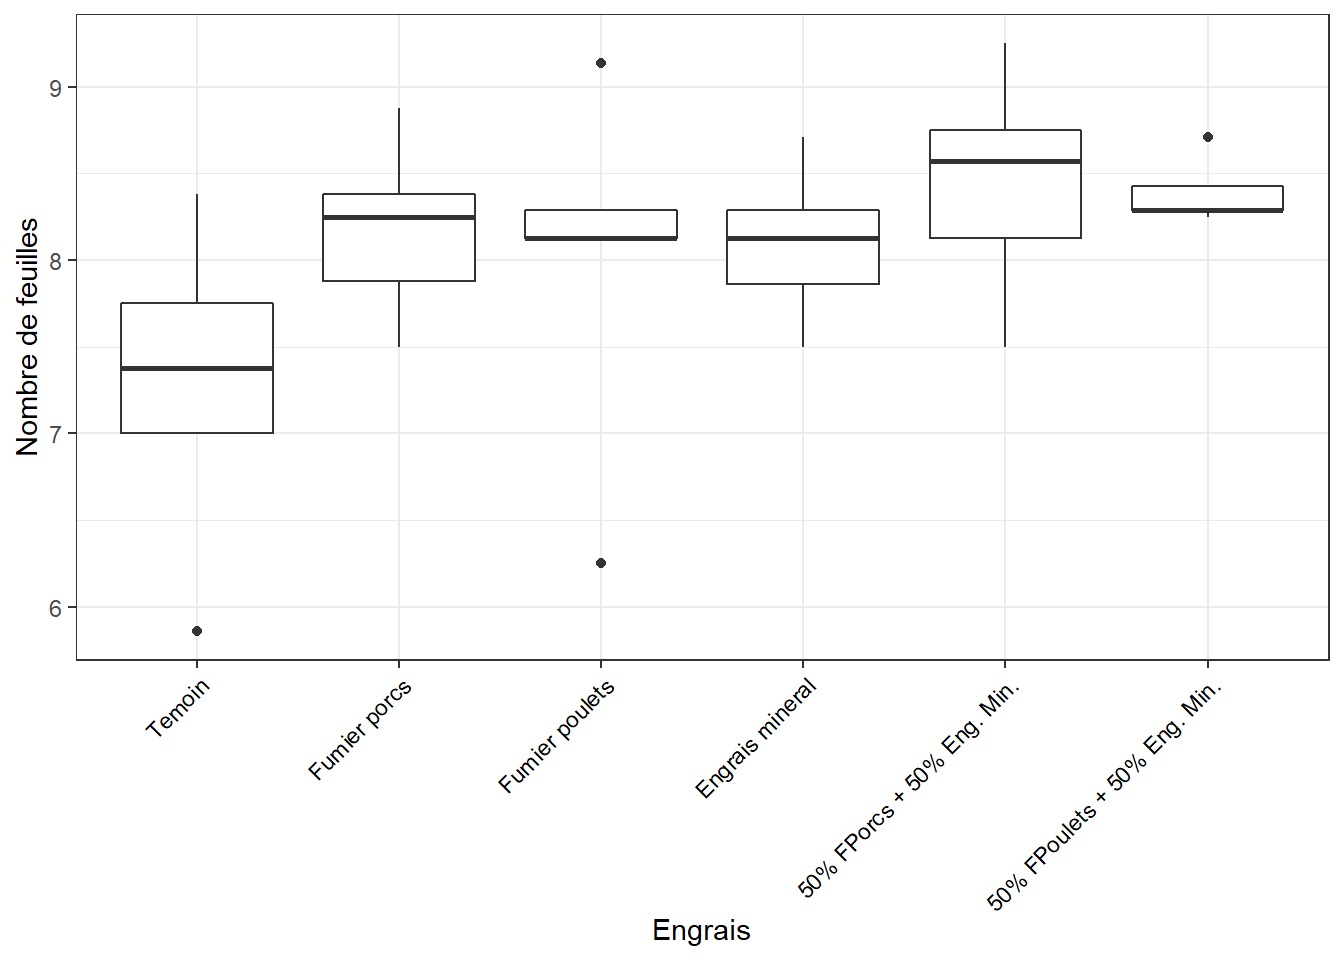 Nombre de feuilles
9
8
7
6
Temoin
Fumier porcs
Fumier poulets
Engrais mineral
50% FPorcs + 50% Eng. Min.
50% FPoulets + 50% Eng. Min.
Engrais